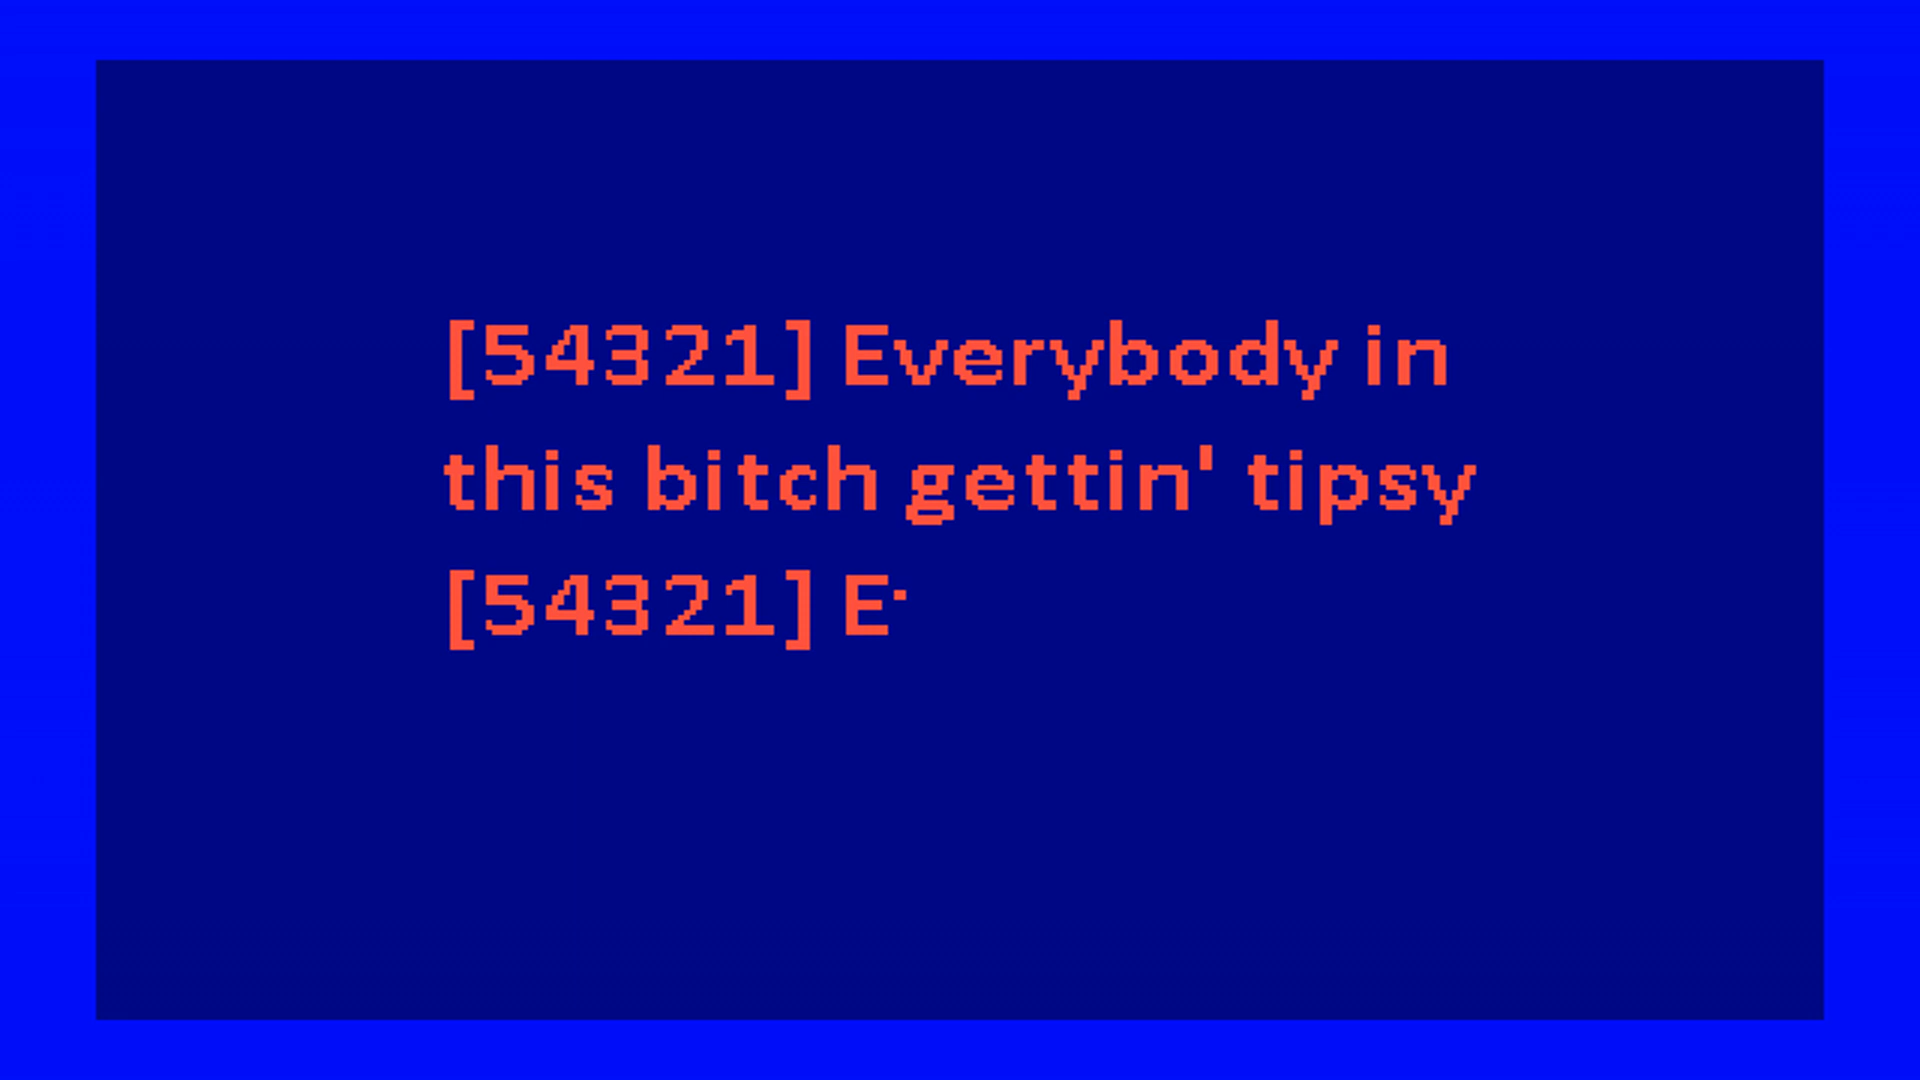 [54321] Everybody in
this bitch gettin' tipsy
[54321] E